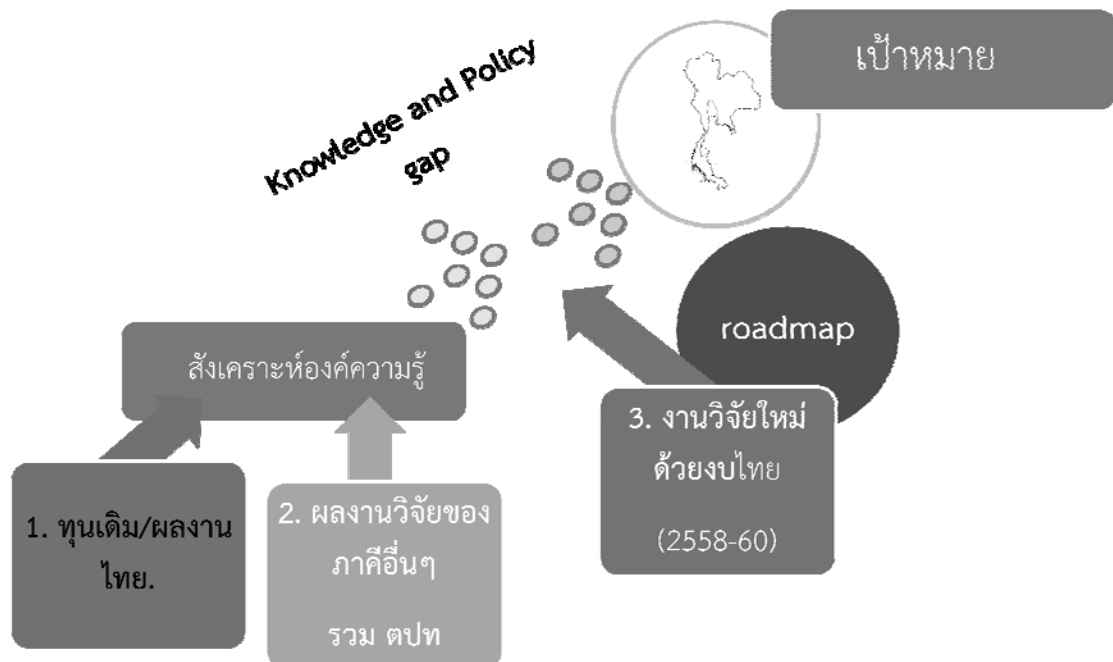 เป้าหมาย
Knowledge and Policy
gap
roadmap
สังเคราะห์องค์ความรู้
3. งานวิจัยใหม่
ด้วยงบไทย
(2558-60)
1. ทุนเดิม/ผลงาน
ไทย.
2. ผลงานวิจัยของ
ภาคีอื่นๆ
รวม ตปท